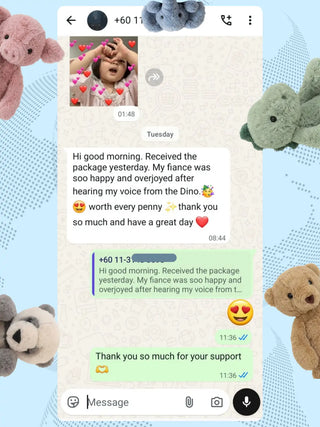 +60 11
01:48
Tuesday
Hi good morning. Received the
package yesterday. My fiance was
soo happy and overjoyed after
hearing my voice from the Dino.🥰
😍 worth every penny ✨ thank you
so much and have a great day ❤️
08:44
+60 11-3
Hi good morning. Received the package
yesterday. My fiance was soo happy and
overjoyed after hearing my voice from t...
😍
11:36
Thank you so much for your support
🫶
11:36
Message